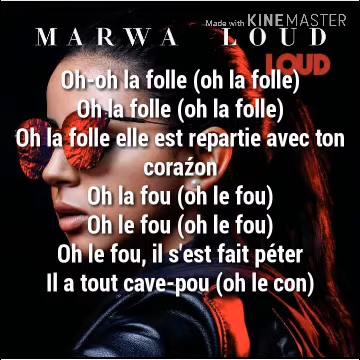 Made with KINEMASTER
MARWA LOUD
LOUD
Oh-oh la folle (oh la folle)
Oh la folle (oh la folle)
Oh la folle elle est repartie avec ton
coraźon
Oh la fou (oh le fou)
Oh le fou (oh le fou)
Oh le fou, il s'est fait péter
Il a tout cave-pou (oh le con)